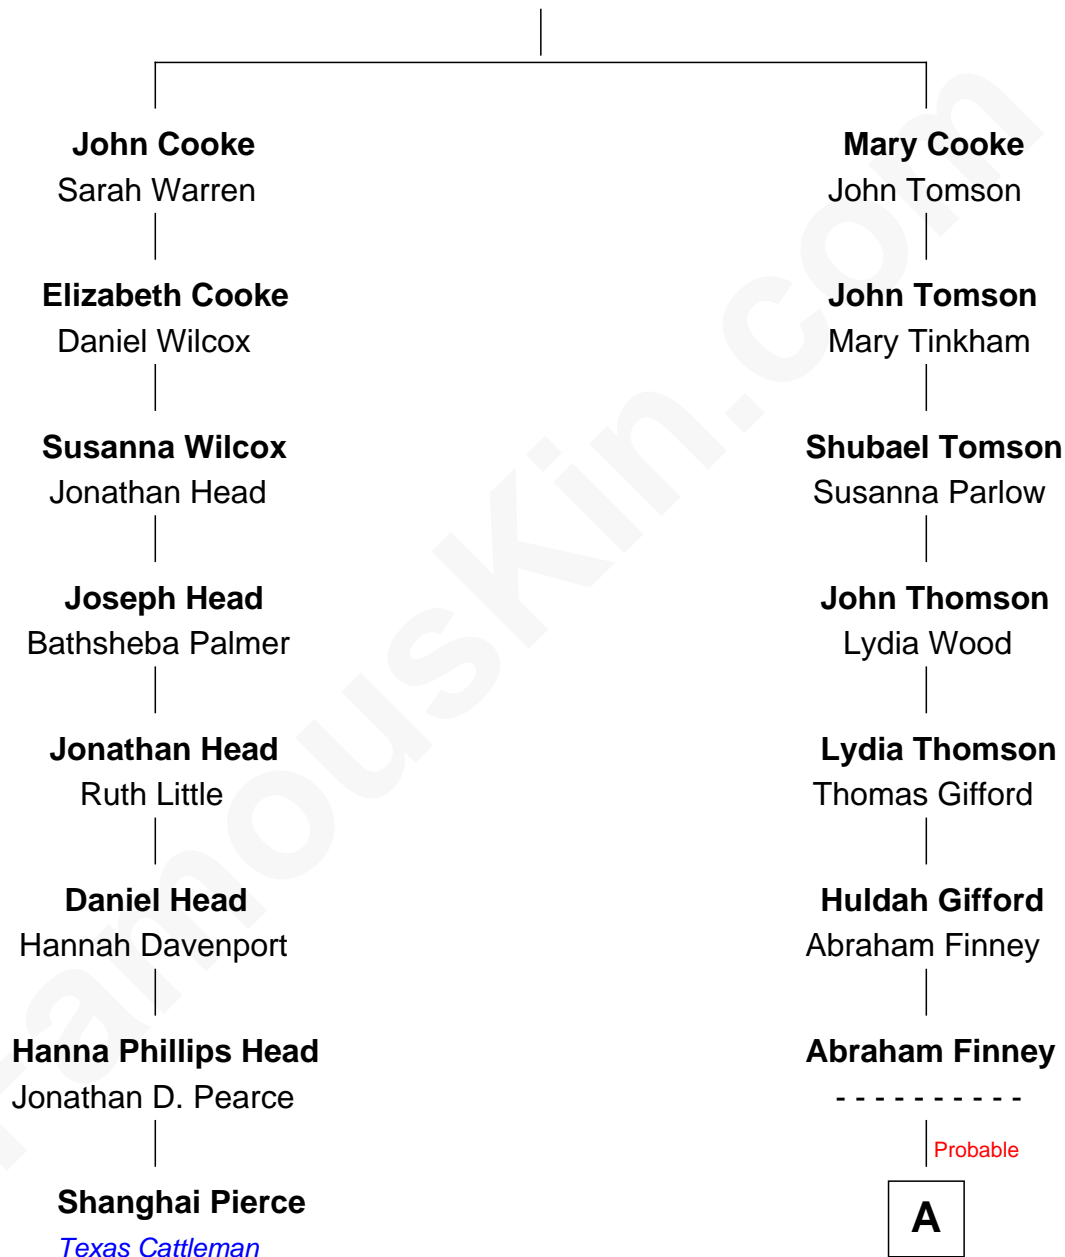 John Cooke
Sarah Warren
Elizabeth Cooke
Daniel Wilcox
Susanna Wilcox
Jonathan Head
Joseph Head
Bathsheba Palmer
Jonathan Head
Ruth Little
Daniel Head
Hannah Davenport
Hanna Phillips Head
Jonathan D. Pearce
Shanghai Pierce
Texas Cattleman
Mary Cooke
John Tomson
John Tomson
Mary Tinkham
Shubael Tomson
Susanna Parlow
John Thomson
Lydia Wood
Lydia Thomson
Thomas Gifford
Huldah Gifford
Abraham Finney
Abraham Finney
- - - - - - - - - -
Probable
A
FamousKin.com